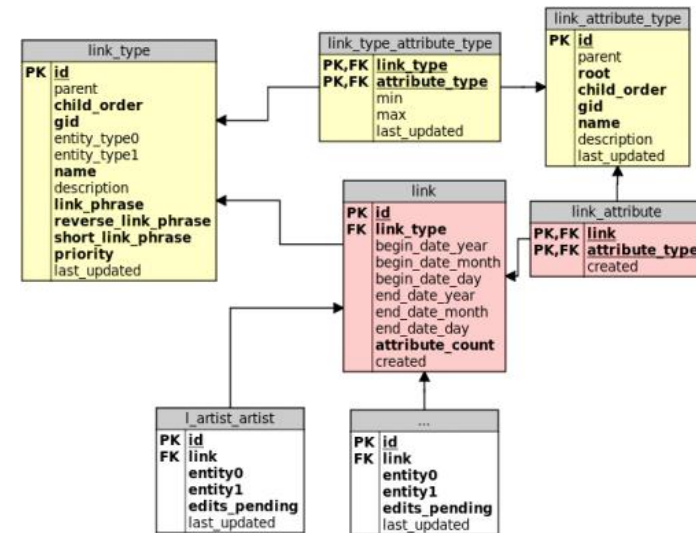 link_type
PK id
parent
child_order
gid
entity_type0
entity_type1
name
description
link_phrase
reverse_link_phrase
short_link_phrase
priority
last_updated
link_type_attribute_type
PK,FK link_type
PK,FK attribute_type
min
max
last_updated
link_attribute_type
PK id
parent
root
child_order
gid
name
description
last_updated
link
PK id
FK link_type
begin_date_year
begin_date_month
begin_date_day
end_date_year
end_date_month
end_date_day
attribute_count
created
link_attribute
PK,FK link
PK,FK attribute_type
created
l_artist_artist
PK id
FK link
entity0
entity1
edits_pending
last_updated
...
PK id
FK link
entity0
entity1
edits_pending
last_updated